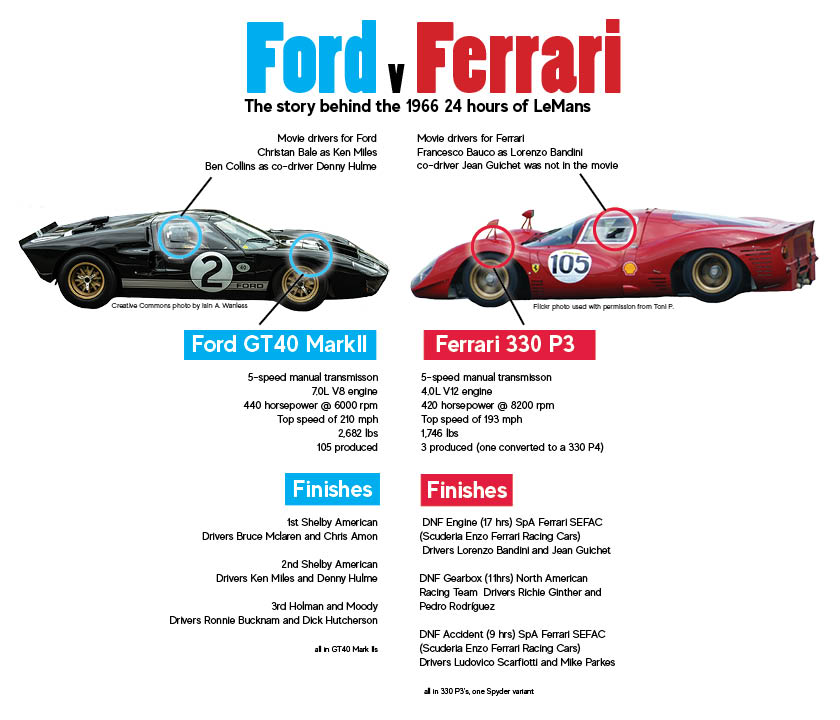 Ford v Ferrari
The story behind the 1966 24 hours of LeMans
Movie drivers for Ford
Christan Bale as Ken Miles
Ben Collins as co-driver Denny Hulme
Movie drivers for Ferrari
Francesco Bauco as Lorenzo Bandini
co-driver Jean Guichet was not in the movie
2
60
FORD
105
Creative Commons photo by Iain A. Wanless
Flickr photo used with permission from Toni P.
Ford GT40 MarkII
5-speed manual transmisson
7.0L V8 engine
440 horsepower @ 6000 rpm
Top speed of 210 mph
2,682 lbs
105 produced
Ferrari 330 P3
5-speed manual transmisson
4.0L V12 engine
420 horsepower @ 8200 rpm
Top speed of 193 mph
1,746 lbs
3 produced (one converted to a 330 P4)
Finishes
1st Shelby American
Drivers Bruce Mclaren and Chris Amon
2nd Shelby American
Drivers Ken Miles and Denny Hulme
3rd Holman and Moody
Drivers Ronnie Bucknam and Dick Hutcherson
all in GT40 Mark IIs
Finishes
DNF Engine (17 hrs) SpA Ferrari SEFAC
(Scuderia Enzo Ferrari Racing Cars)
Drivers Lorenzo Bandini and Jean Guichet
DNF Gearbox (11hrs) North American
Racing Team Drivers Richie Ginther and
Pedro Rodríguez
DNF Accident (9 hrs) SpA Ferrari SEFAC
(Scuderia Enzo Ferrari Racing Cars)
Drivers Ludovico Scarfiotti and Mike Parkes
all in 330 P3's, one Spyder variant